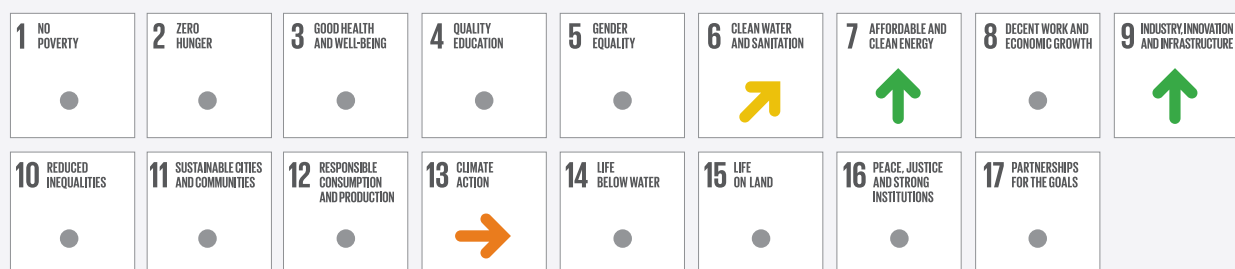 1 NO
POVERTY
2 ZERO
HUNGER
3 GOOD HEALTH
AND WELL-BEING
4 QUALITY
EDUCATION
5 GENDER
EQUALITY
6 CLEAN WATER
AND SANITATION
7 AFFORDABLE AND
CLEAN ENERGY
8 DECENT WORK AND
ECONOMIC GROWTH
9 INDUSTRY, INNOVATION
AND INFRASTRUCTURE
10 REDUCED
INEQUALITIES
11 SUSTAINABLE CITIES
AND COMMUNITIES
12 RESPONSIBLE
CONSUMPTION
AND PRODUCTION
13 CLIMATE
ACTION
14 LIFE
BELOW WATER
15 LIFE
ON LAND
16 PEACE, JUSTICE
AND STRONG
INSTITUTIONS
17 PARTNERSHIPS
FOR THE GOALS